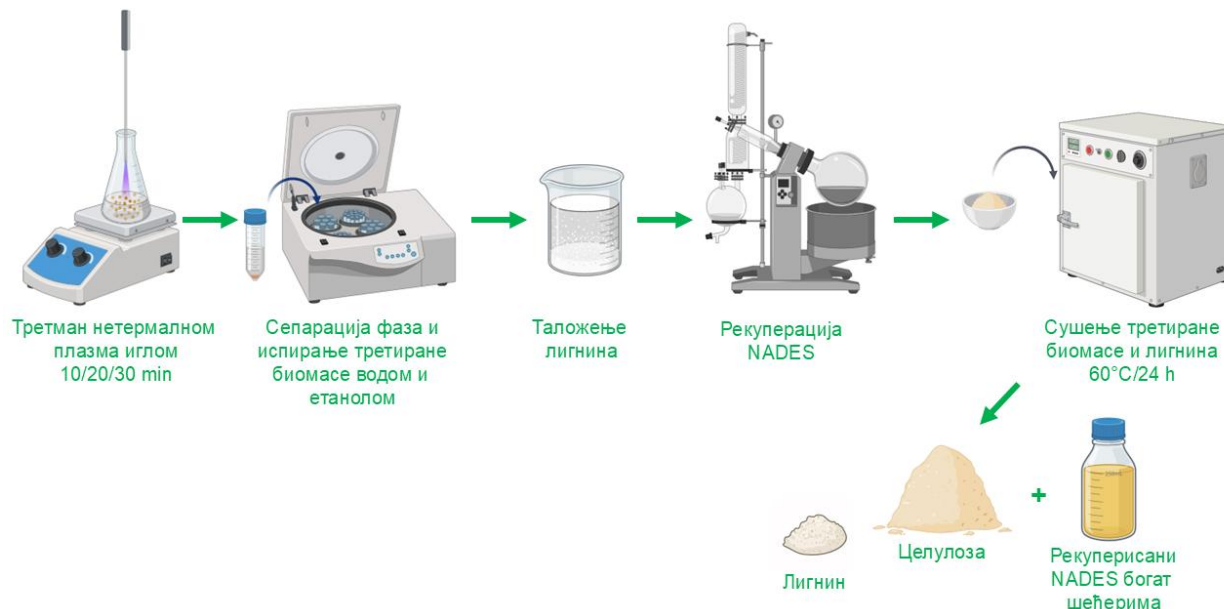 Третман нетермалном
плазма иглом
10/20/30 min
Сепарација фаза и
испирање третиране
биомасе водом и
етанолом
Таложење
лигнина
Рекуперација
NADES
Сушење третиране
биомасе и лигнина
60°C/24 h
Лигнин
Целулоза
+
Рекуперисани
NADES богат
шећерима